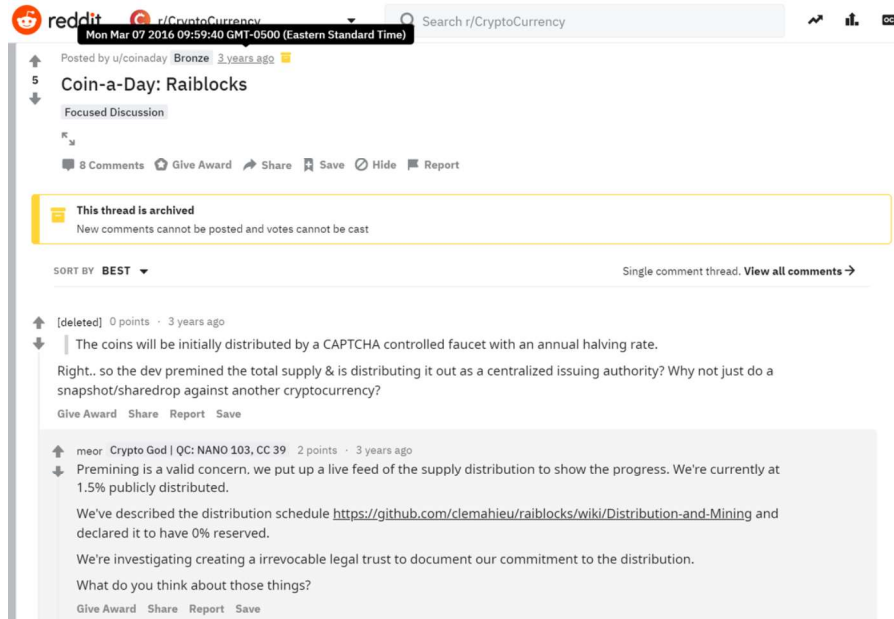 reddit
r/CryptoCurrency
Search r/CryptoCurrency
Mon Mar 07 2016 09:59:40 GMT-0500 (Eastern Standard Time)
Posted by u/coinaday Bronze 3 years ago
5
Coin-a-Day: Raiblocks
Focused Discussion
8 Comments Give Award Share Save Hide Report
This thread is archived
New comments cannot be posted and votes cannot be cast
SORT BY BEST
Single comment thread. View all comments →
[deleted] 0 points · 3 years ago
The coins will be initially distributed by a CAPTCHA controlled faucet with an annual halving rate.
Right.. so the dev premined the total supply & is distributing it out as a centralized issuing authority? Why not just do a
snapshot/sharedrop against another cryptocurrency?
Give Award Share Report Save
meor Crypto God | QC: NANO 103, CC 39 2 points · 3 years ago
Premining is a valid concern, we put up a live feed of the supply distribution to show the progress. We're currently at
1.5% publicly distributed.
We've described the distribution schedule https://github.com/clemahieu/raiblocks/wiki/Distribution-and-Mining and
declared it to have 0% reserved.
We're investigating creating a irrevocable legal trust to document our commitment to the distribution.
What do you think about those things?
Give Award Share Report Save